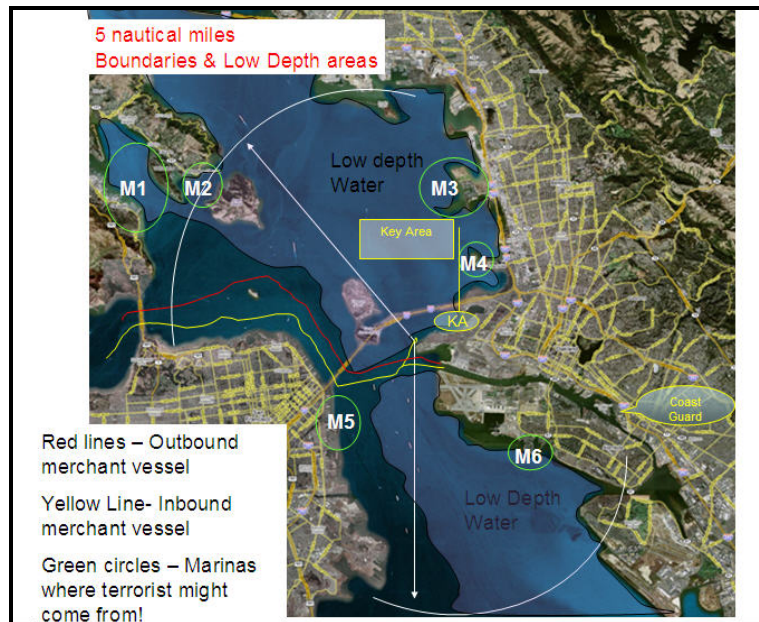 5 nautical miles
Boundaries & Low Depth areas
Low depth
Water
M1
M2
M3
Key Area
M4
KA
Coast
Guard
M5
M6
Low Depth
Water
Red lines – Outbound
merchant vessel
Yellow Line- Inbound
merchant vessel
Green circles – Marinas
where terrorist might
come from!